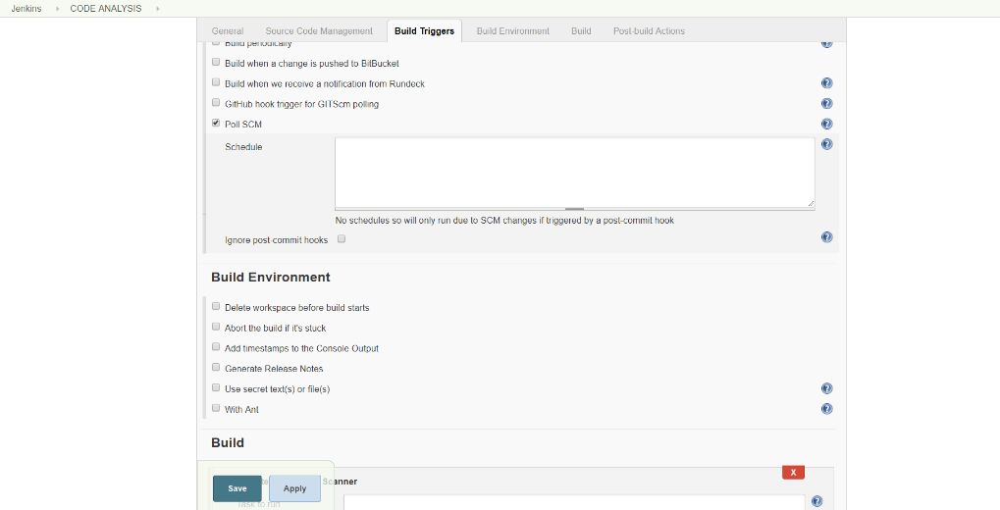 Jenkins CODE ANALYSIS
General Source Code Management Build Triggers Build Environment Build Post-build Actions
Build periodically
Build when a change is pushed to BitBucket
Build when we receive a notification from Rundeck
GitHub hook trigger for GITScm polling
Poll SCM
Schedule
No schedules so will only run due to SCM changes if triggered by a post-commit hook
Ignore post-commit hooks
Build Environment
Delete workspace before build starts
Abort the build if it's stuck
Add timestamps to the Console Output
Generate Release Notes
Use secret text(s) or file(s)
With Ant
Build
X
Scanner
Save Apply
Task to run